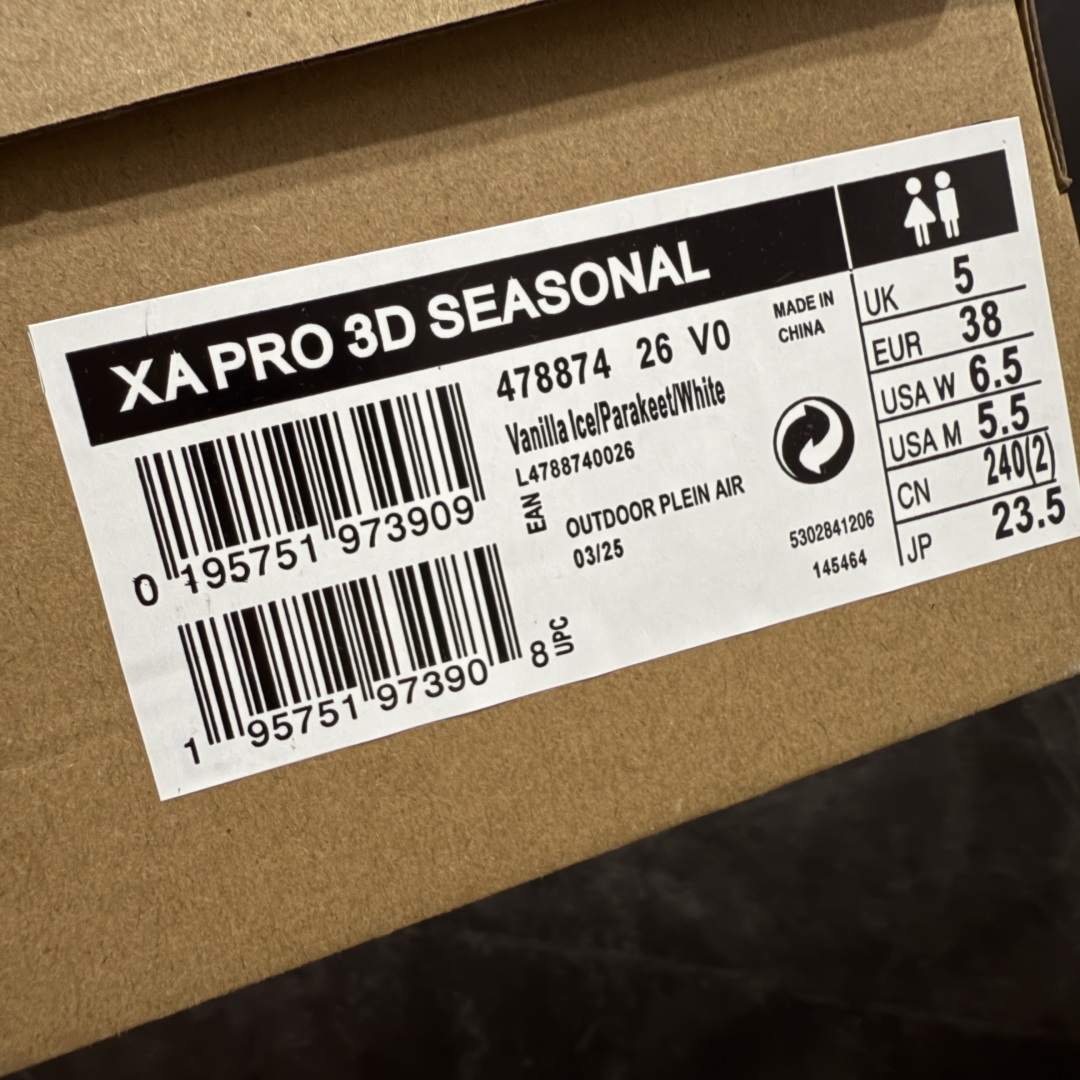 XA PRO 3D SEASONAL
478874 26 V0
Vanilla Ice/Parakeet/White
L4788740026
MADE IN
CHINA
0 195751 973909
EAN
OUTDOOR PLEIN AIR
03/25
1 95751 97390 8
UPC
5302841206
145464
UK 5
EUR 38
USA W 6.5
USA M 5.5
CN 240(2)
JP 23.5